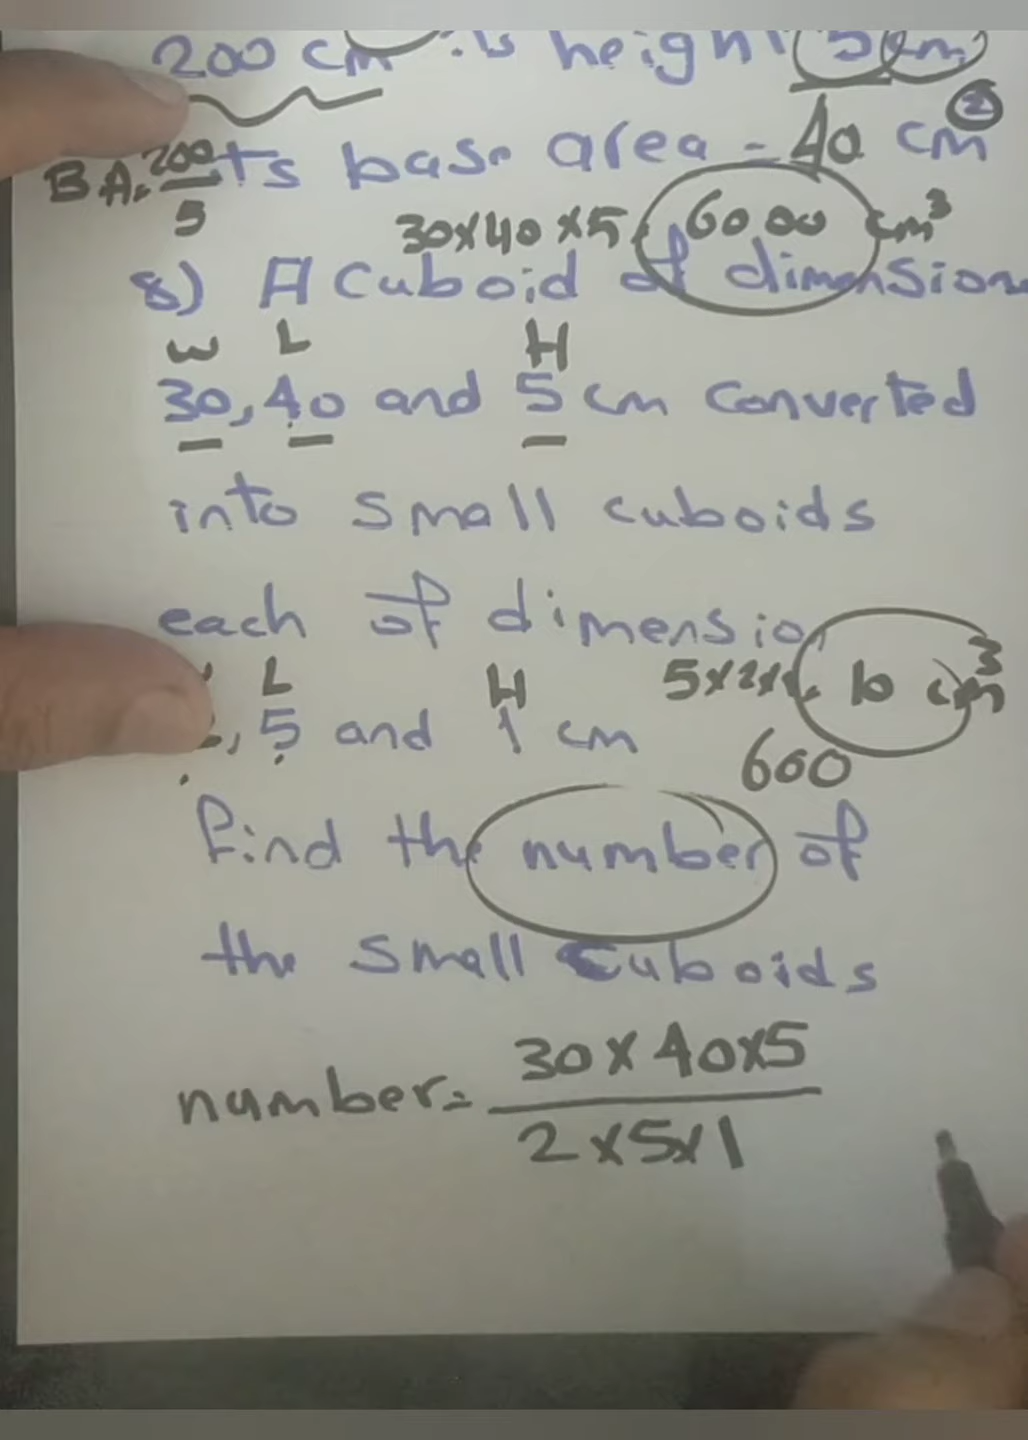 200 cm is height 5 cm
B.A= 200/5 its base area = 40 cm²
30×40×5 = 6000 cm³
8) A Cuboid of dimension
W L H
30, 40 and 5 cm converted
into small cuboids
each of dimension
L H 5×2×1 = 10 cm³
, 5 and 1 cm
600
find the number of
the small cuboids
number = 30×40×5
2×5×1